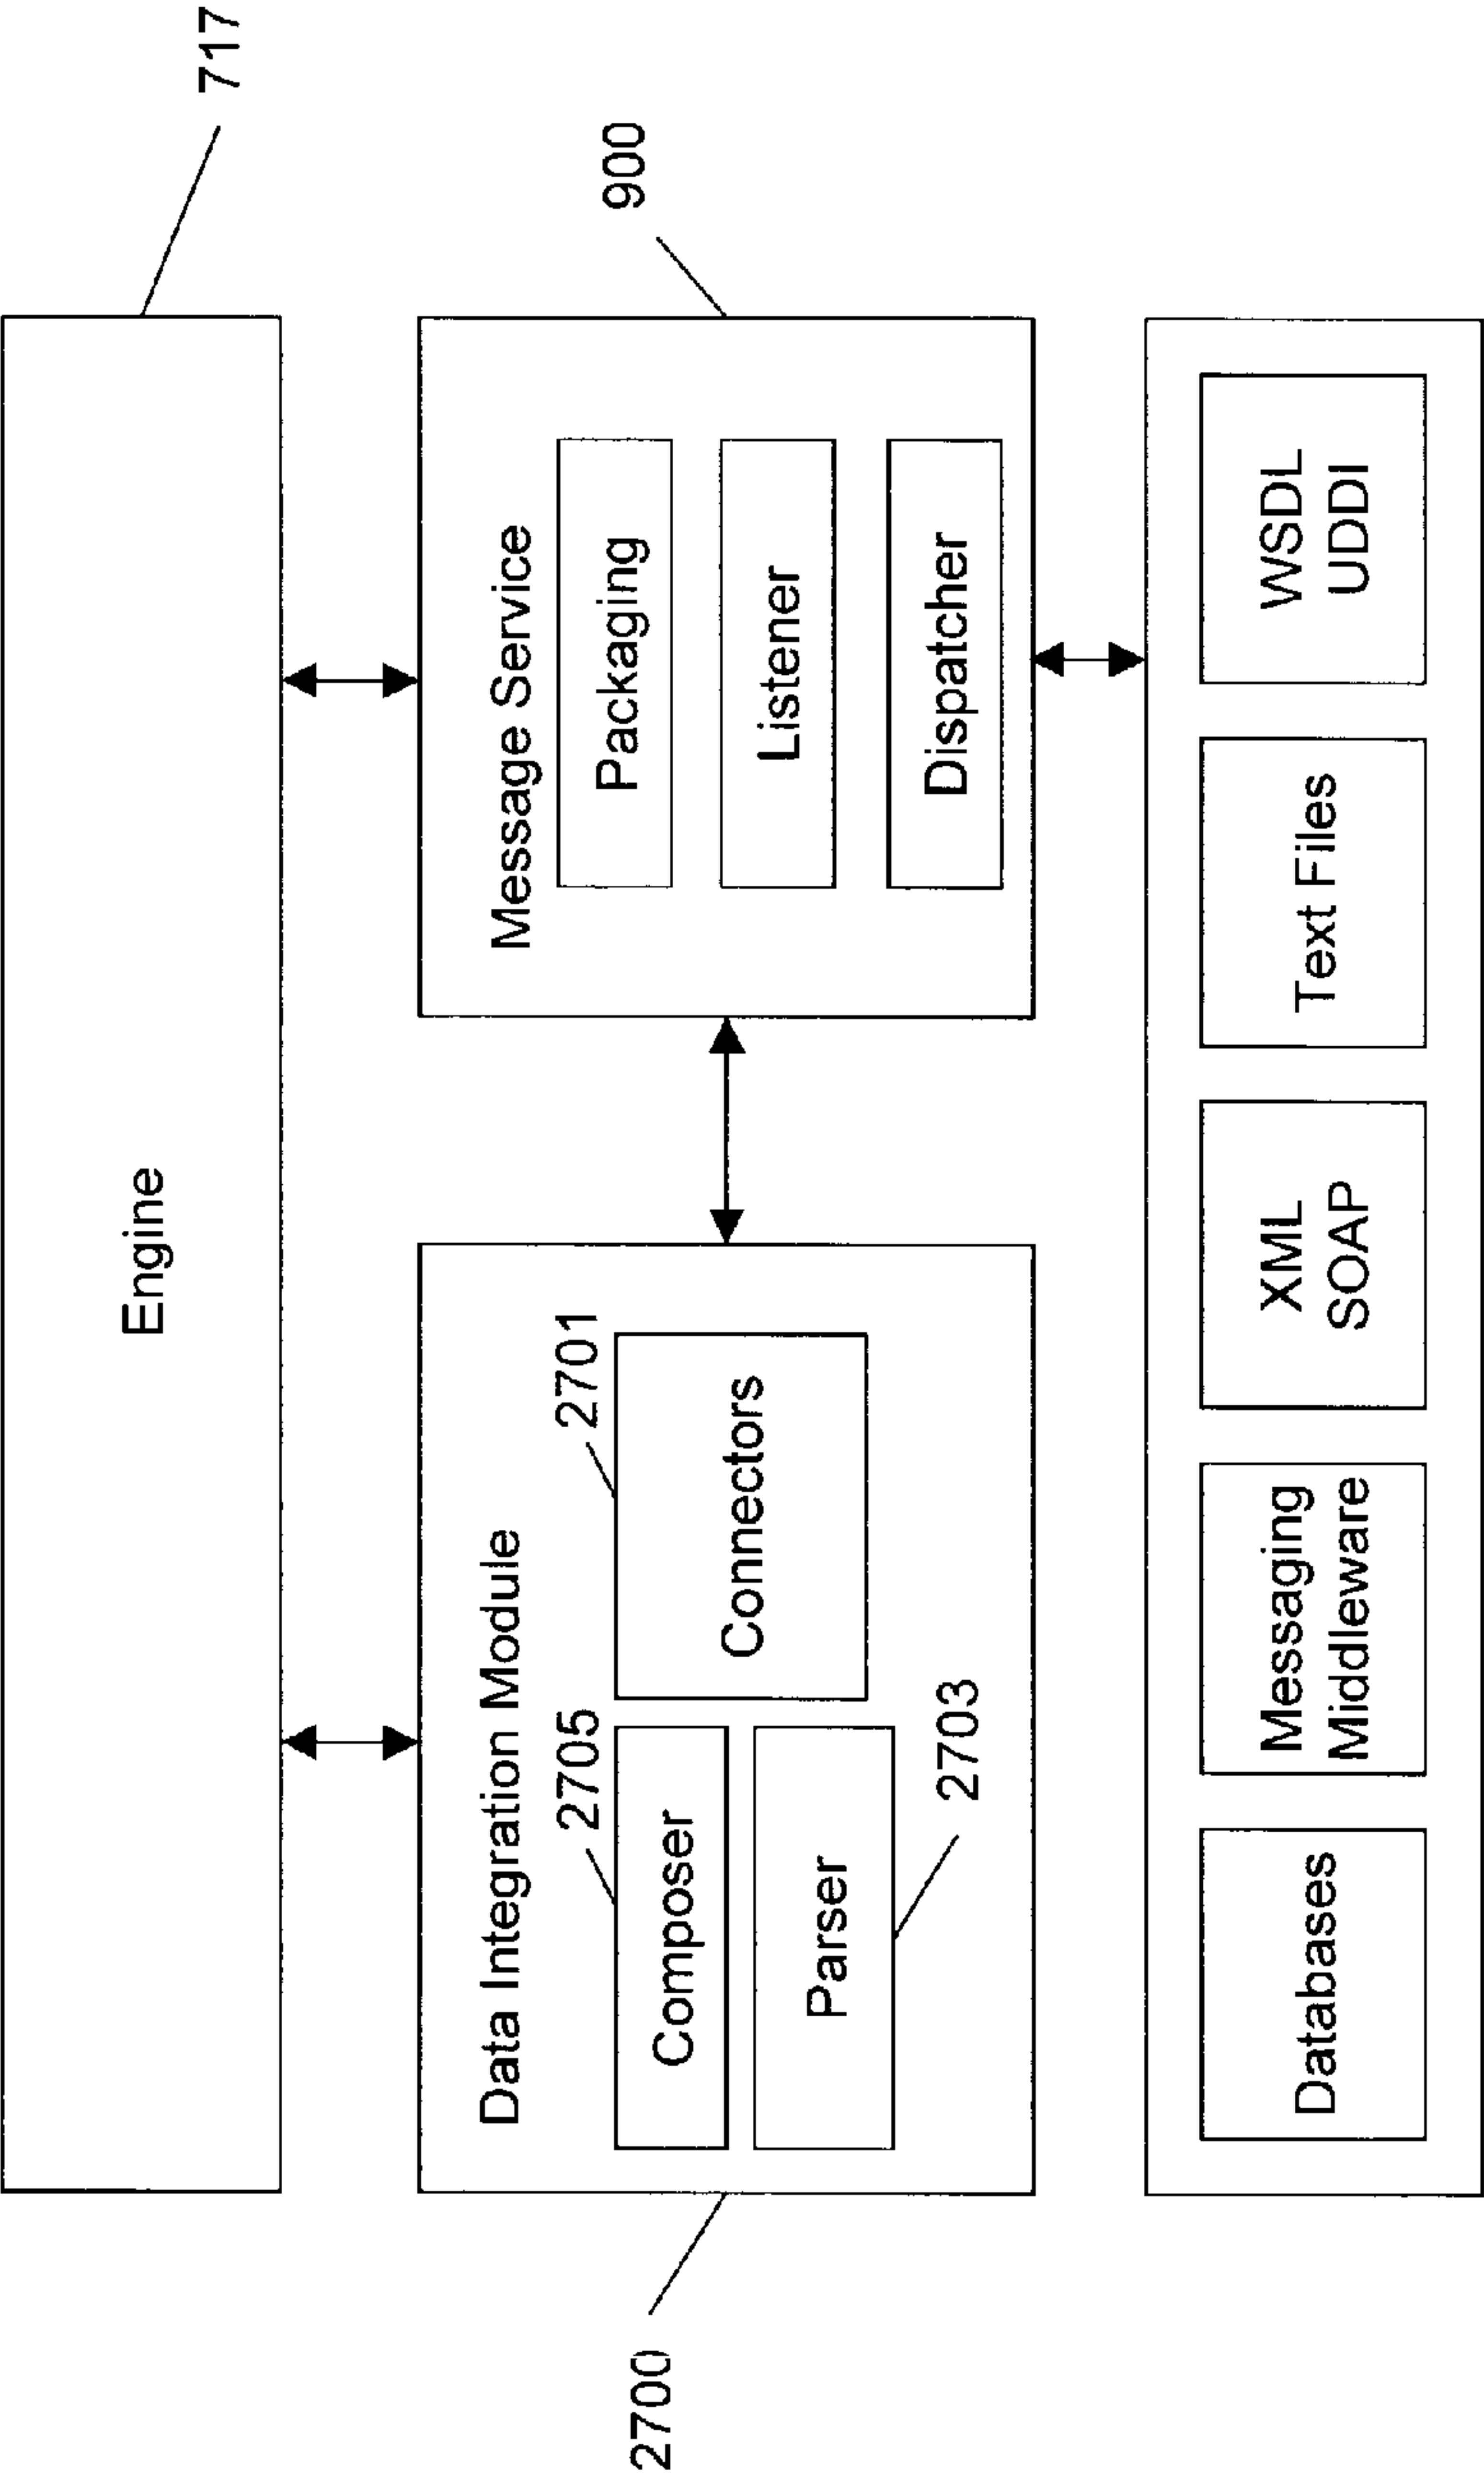 717
Engine
900
Message Service
Packaging
Listener
Dispatcher
Data Integration Module
2705
2701
Composer
Connectors
Parser
2703
2700
Databases
Messaging
Middleware
XML
SOAP
Text Files
WSDL
UDDI